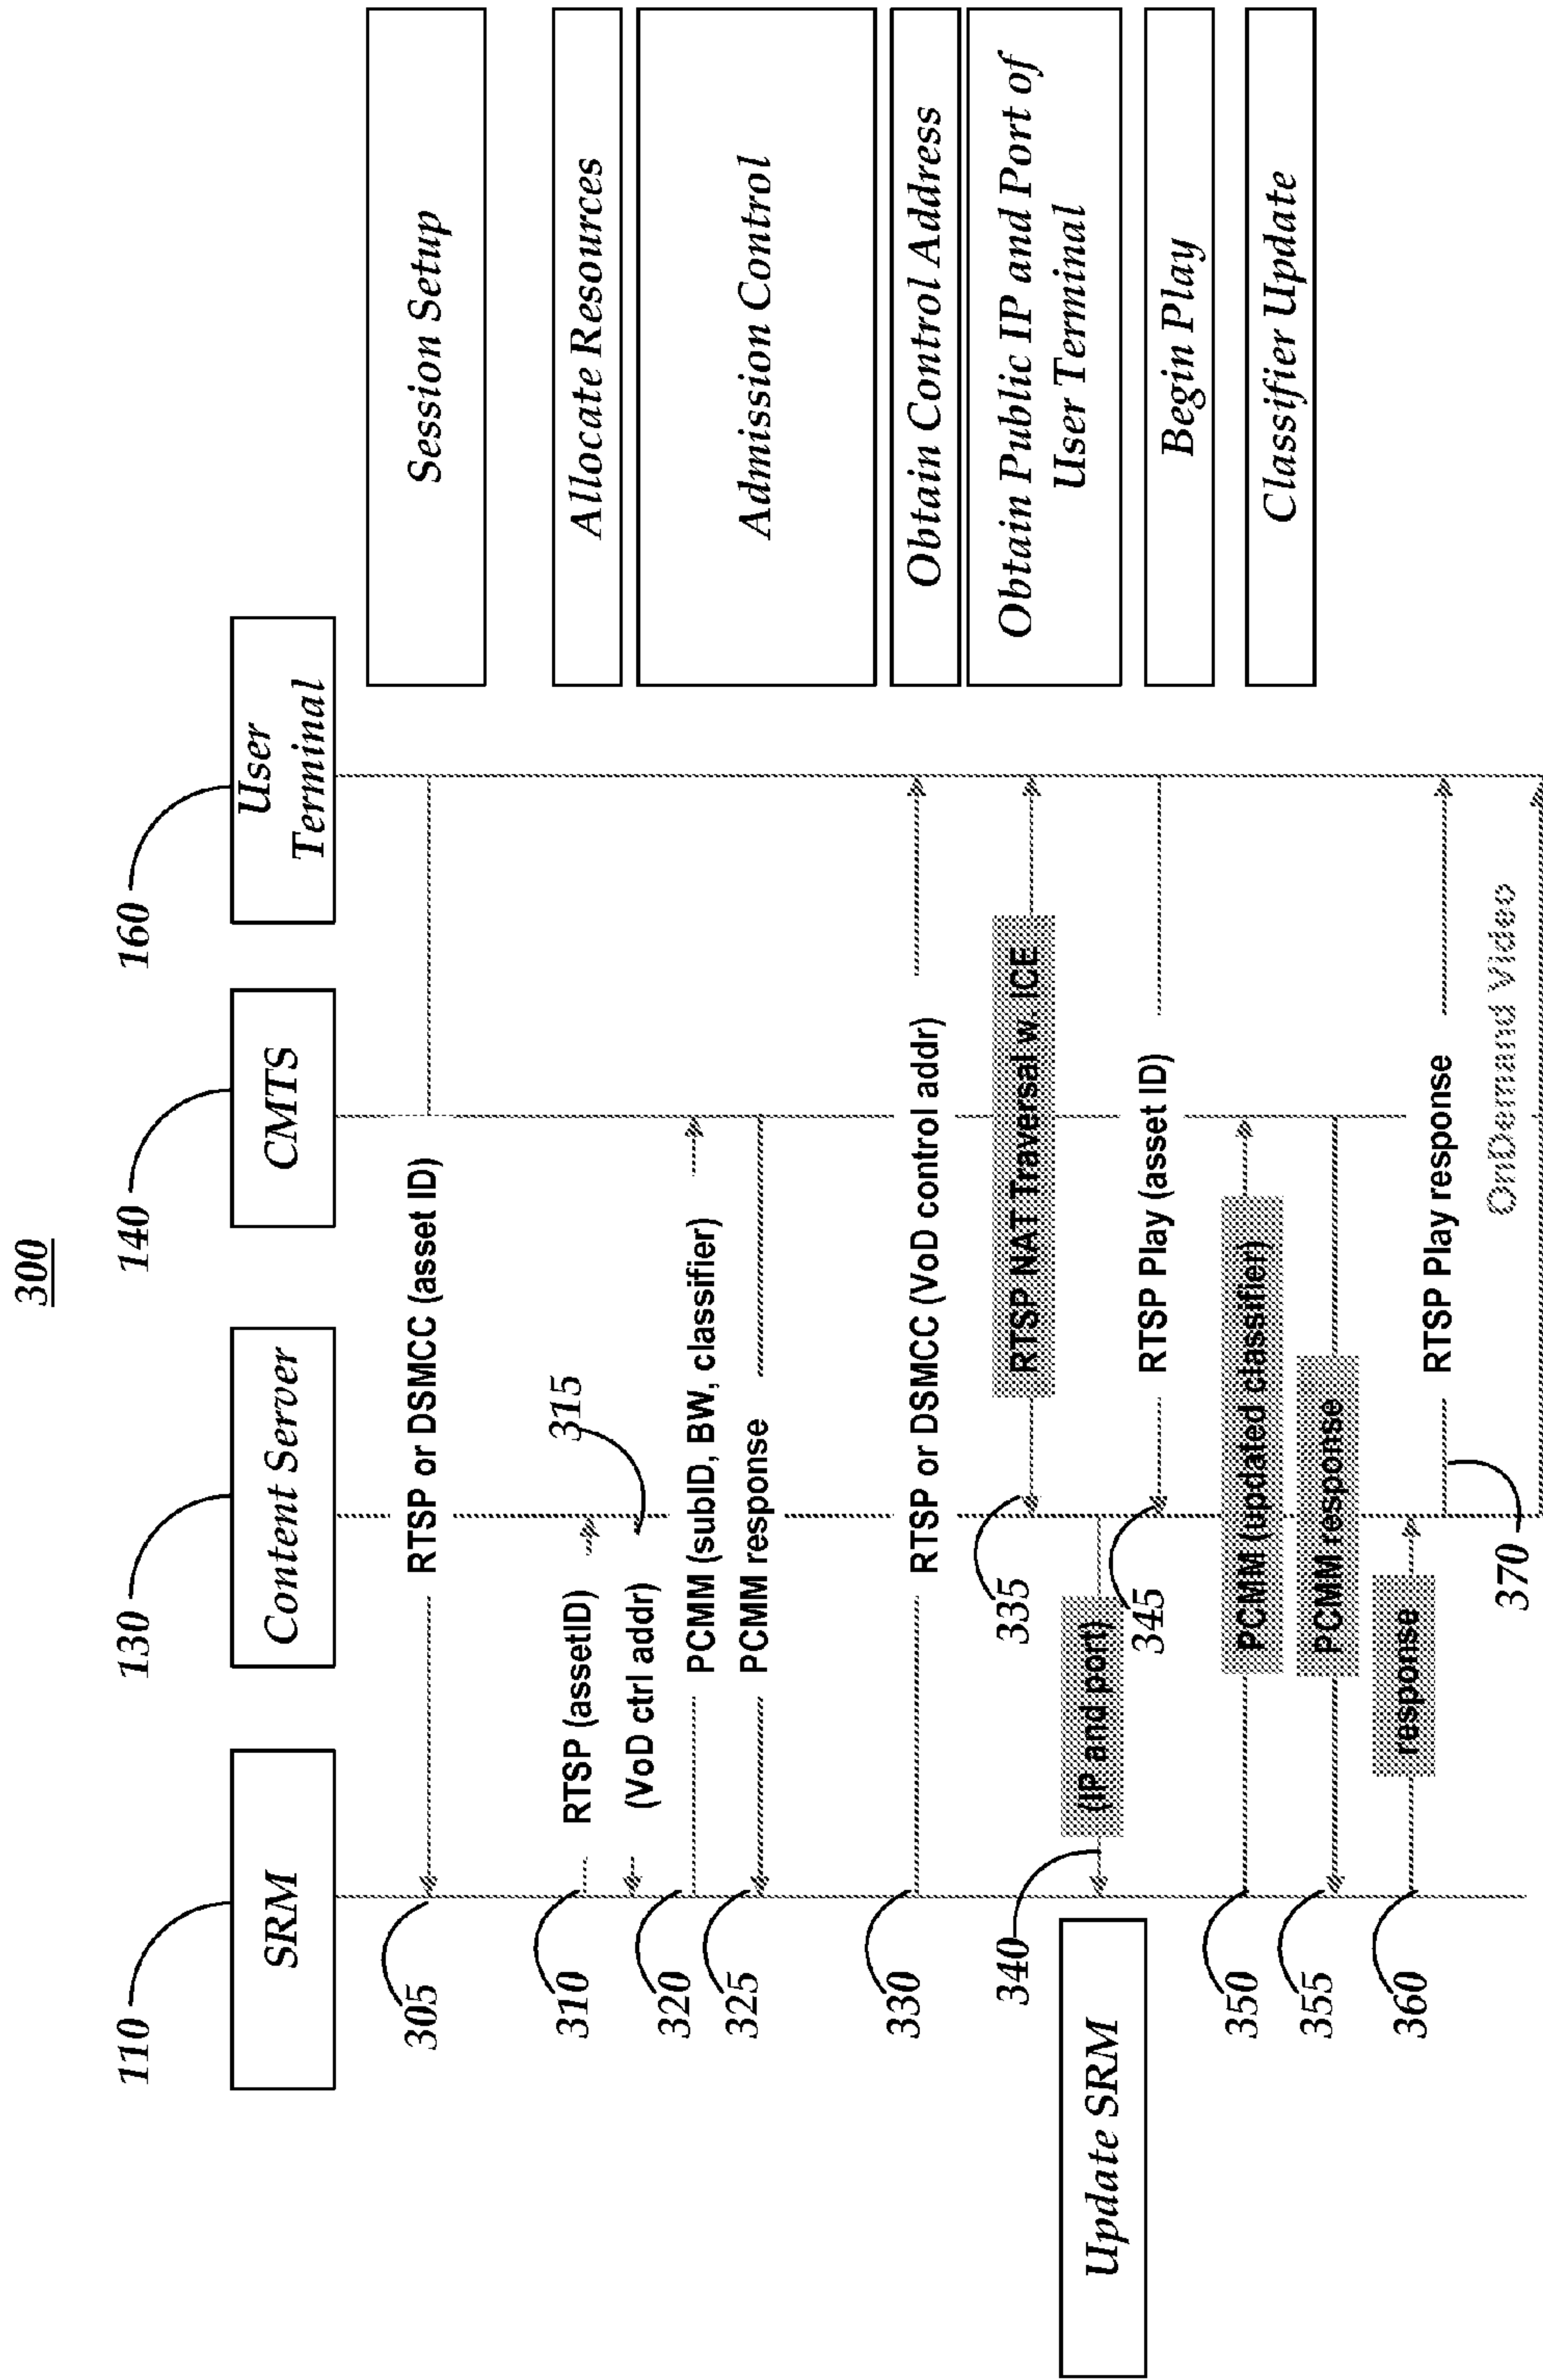 300
110
130
140
160
SRM
Content Server
CMTS
User
Terminal
Session Setup
305
RTSP or DSMCC (asset ID)
Allocate Resources
310
RTSP (assetID)
315
(VoD ctrl addr)
Admission Control
320
PCMM (subID, BW, classifier)
325
PCMM response
Obtain Control Address
330
RTSP or DSMCC (VoD control addr)
Obtain Public IP and Port of
User Terminal
335
RTSP NAT Traversal w. ICE
Update SRM
340
(IP and port)
Begin Play
345
RTSP Play (asset ID)
Classifier Update
350
PCMM (updated classifier)
355
PCMM response
360
response
370
RTSP Play response
OnDemand Video